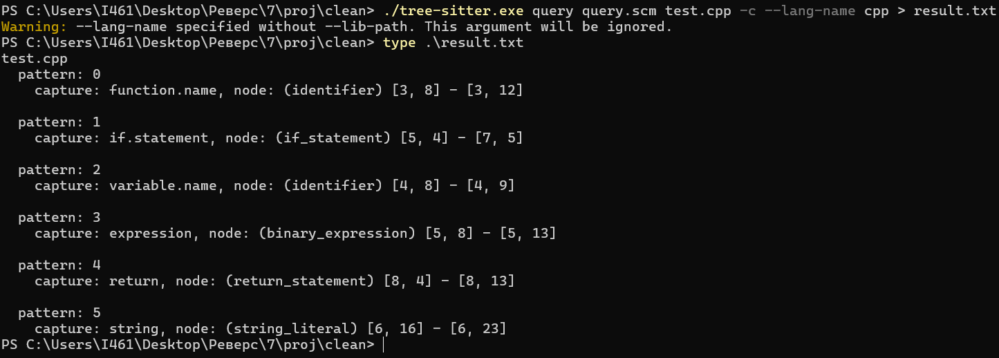 PS C:\Users\I461\Desktop\Реверс\7\proj\clean> ./tree-sitter.exe query query.scm test.cpp -c --lang-name cpp > result.txt
Warning: --lang-name specified without --lib-path. This argument will be ignored.
PS C:\Users\I461\Desktop\Реверс\7\proj\clean> type .\result.txt
test.cpp
  pattern: 0
    capture: function.name, node: (identifier) [3, 8] - [3, 12]

  pattern: 1
    capture: if.statement, node: (if_statement) [5, 4] - [7, 5]

  pattern: 2
    capture: variable.name, node: (identifier) [4, 8] - [4, 9]

  pattern: 3
    capture: expression, node: (binary_expression) [5, 8] - [5, 13]

  pattern: 4
    capture: return, node: (return_statement) [8, 4] - [8, 13]

  pattern: 5
    capture: string, node: (string_literal) [6, 16] - [6, 23]
PS C:\Users\I461\Desktop\Реверс\7\proj\clean>